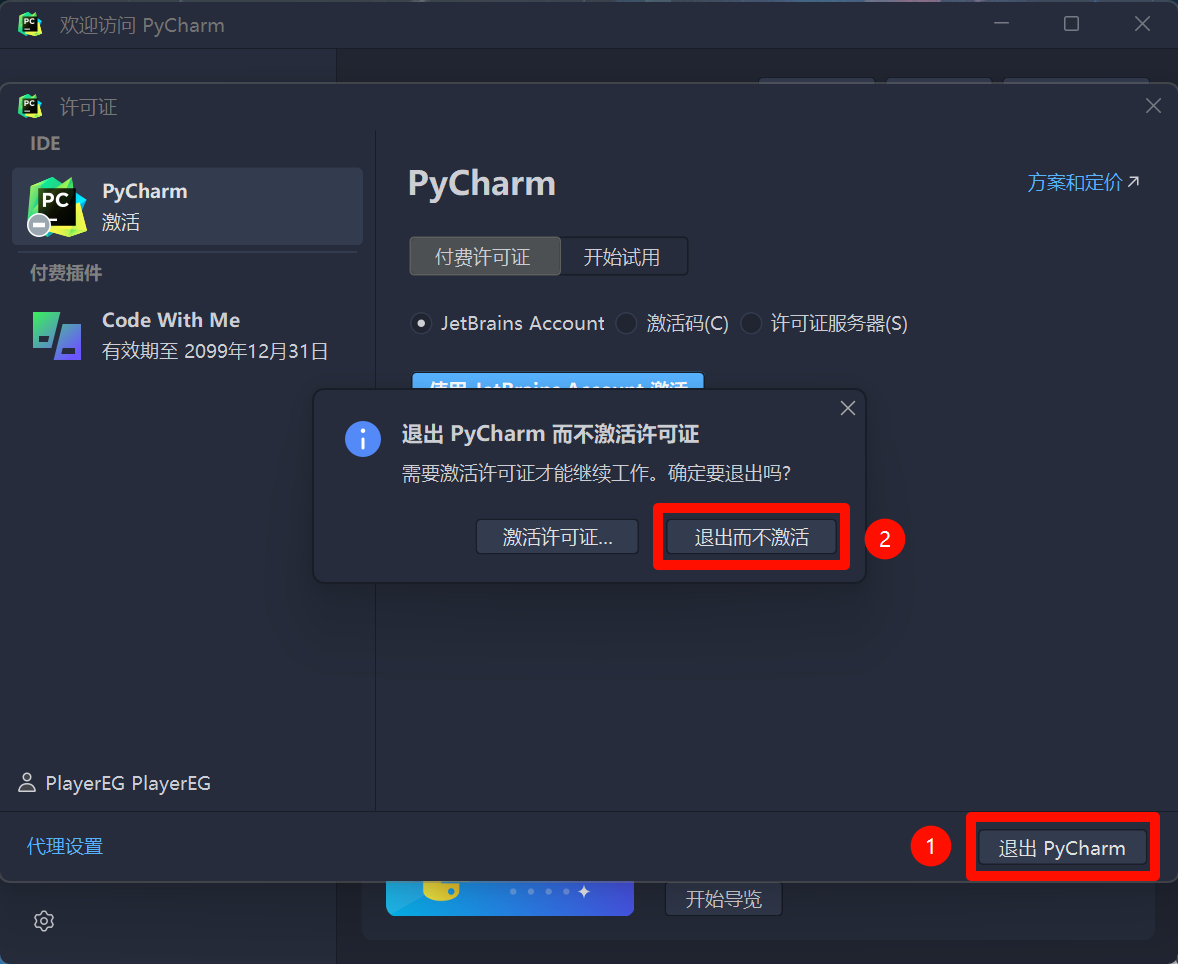 欢迎访问 PyCharm
许可证
IDE
PyCharm
激活
付费插件
Code With Me
有效期至 2099年12月31日
PyCharm
方案和定价
付费许可证 开始试用
JetBrains Account 激活码(C) 许可证服务器(S)
使用 JetBrains Account 激活
退出 PyCharm 而不激活许可证
需要激活许可证才能继续工作。确定要退出吗?
激活许可证... 退出而不激活 2
PlayerEG PlayerEG
代理设置 1 退出 PyCharm
开始导览